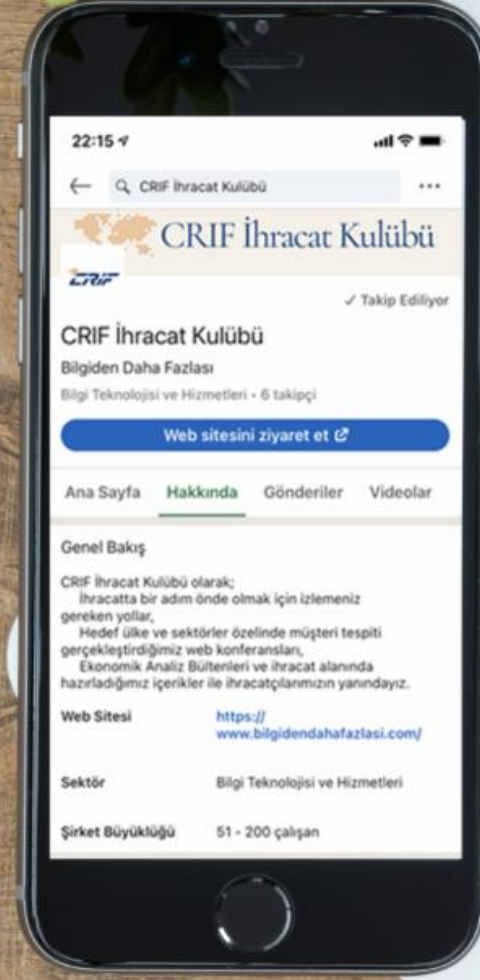 22:15
CRIF İhracat Kulübü
CRIF İhracat Kulübü
CRIF
✓ Takip Ediliyor
CRIF İhracat Kulübü
Bilgiden Daha Fazlası
Bilgi Teknolojisi ve Hizmetleri • 6 takipçi
Web sitesini ziyaret et
Ana Sayfa Hakkında Gönderiler Videolar
Genel Bakış
CRIF İhracat Kulübü olarak;
İhracatta bir adım önde olmak için izlemeniz
gereken yollar,
Hedef ülke ve sektörler özelinde müşteri tespiti
gerçekleştirdiğimiz web konferansları,
Ekonomik Analiz Bültenleri ve ihracat alanında
hazırladığımız içerikler ile ihracatçılarımızın yanındayız.
Web Sitesi https://
www.bilgidendahafazlasi.com/
Sektör Bilgi Teknolojisi ve Hizmetleri
Şirket Büyüklüğü 51 - 200 çalışan